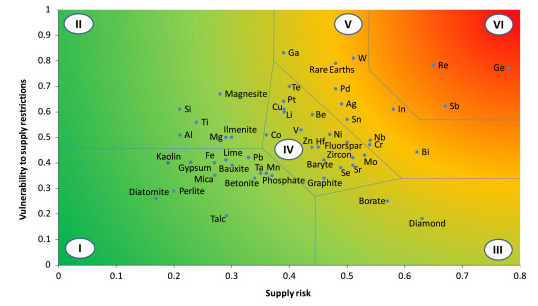 1
0.9
0.8
0.7
0.6
0.5
0.4
0.3
0.2
0.1
0
Vulnerability to supply restrictions
II
V
VI
Ga
W
Rare Earths
Re
Ge
Te
Pd
Magnesite
Pt
Cu
Li
Ag
In
Sb
Si
Be
Sn
Ti
V
Al
Ilmenite
Mg
Co
Ni
Nb
Cr
Zn
Hf
Fluorspar
IV
Bi
Kaolin
Fe
Lime
Pb
Zircon
Mo
Gypsum
Bauxite
Ta
Mn
Baryte
Se
Sr
Mica
Betonite
Phosphate
Graphite
Diatomite
Perlite
Borate
Talc
Diamond
I
III
0
0.1
0.2
0.3
0.4
0.5
0.6
0.7
0.8
Supply risk